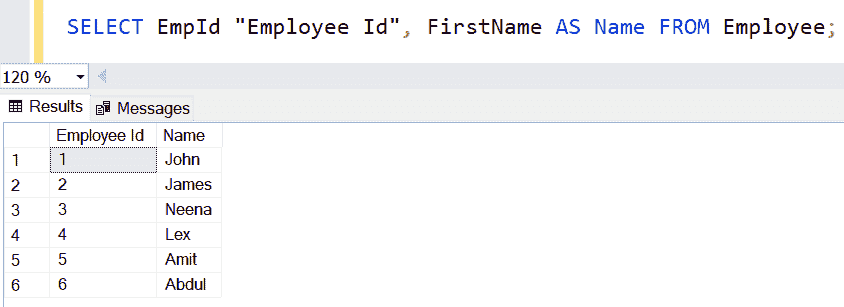 SELECT EmpId "Employee Id", FirstName AS Name FROM Employee;
120 %
Results Messages
Employee Id Name
1 1 John
2 2 James
3 3 Neena
4 4 Lex
5 5 Amit
6 6 Abdul